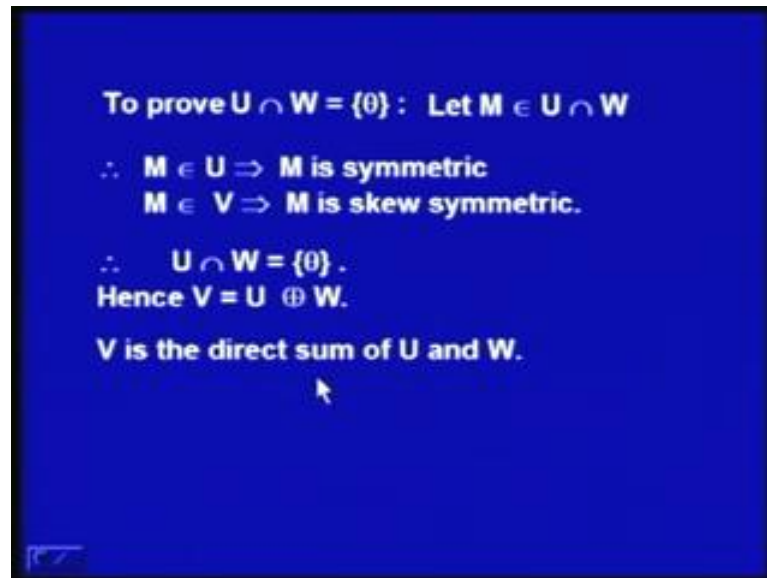 To prove U ∩ W = {θ} : Let M ∈ U ∩ W
∴ M ∈ U ⇒ M is symmetric
M ∈ V ⇒ M is skew symmetric.
∴ U ∩ W = {θ} .
Hence V = U ⊕ W.
V is the direct sum of U and W.